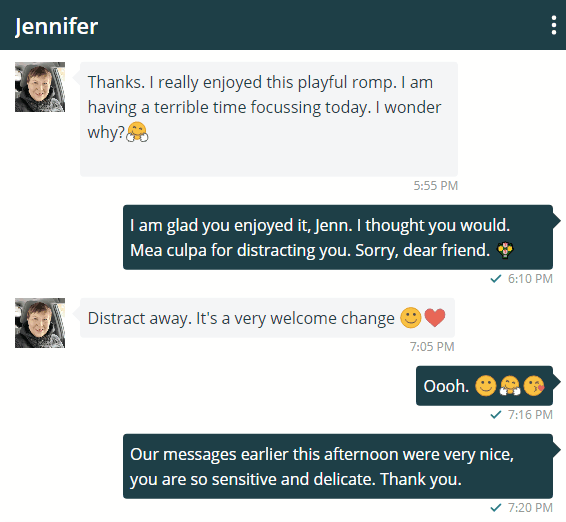 Jennifer
Thanks. I really enjoyed this playful romp. I am
having a terrible time focussing today. I wonder
why?🤗
5:55 PM
I am glad you enjoyed it, Jenn. I thought you would.
Mea culpa for distracting you. Sorry, dear friend.
6:10 PM
Distract away. It's a very welcome change 🙂❤️
7:05 PM
Oooh. 🙂🤗😘
7:16 PM
Our messages earlier this afternoon were very nice,
you are so sensitive and delicate. Thank you.
7:20 PM